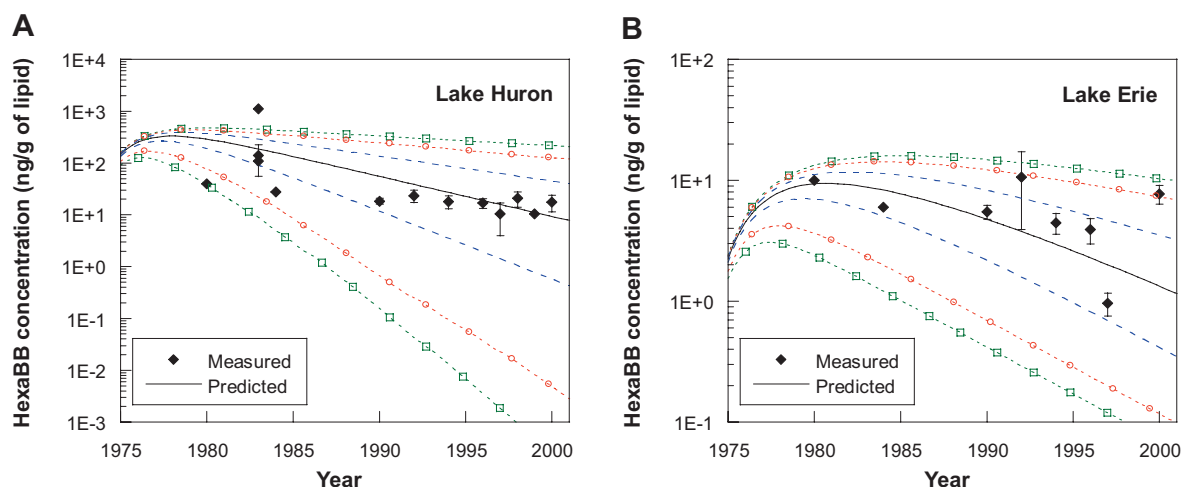 A
HexaBB concentration (ng/g of lipid)
1E+4
1E+3
1E+2
1E+1
1E+0
1E-1
1E-2
1E-3
Lake Huron
Measured
Predicted
1975 1980 1985 1990 1995 2000
Year
B
HexaBB concentration (ng/g of lipid)
1E+2
1E+1
1E+0
1E-1
Lake Erie
Measured
Predicted
1975 1980 1985 1990 1995 2000
Year